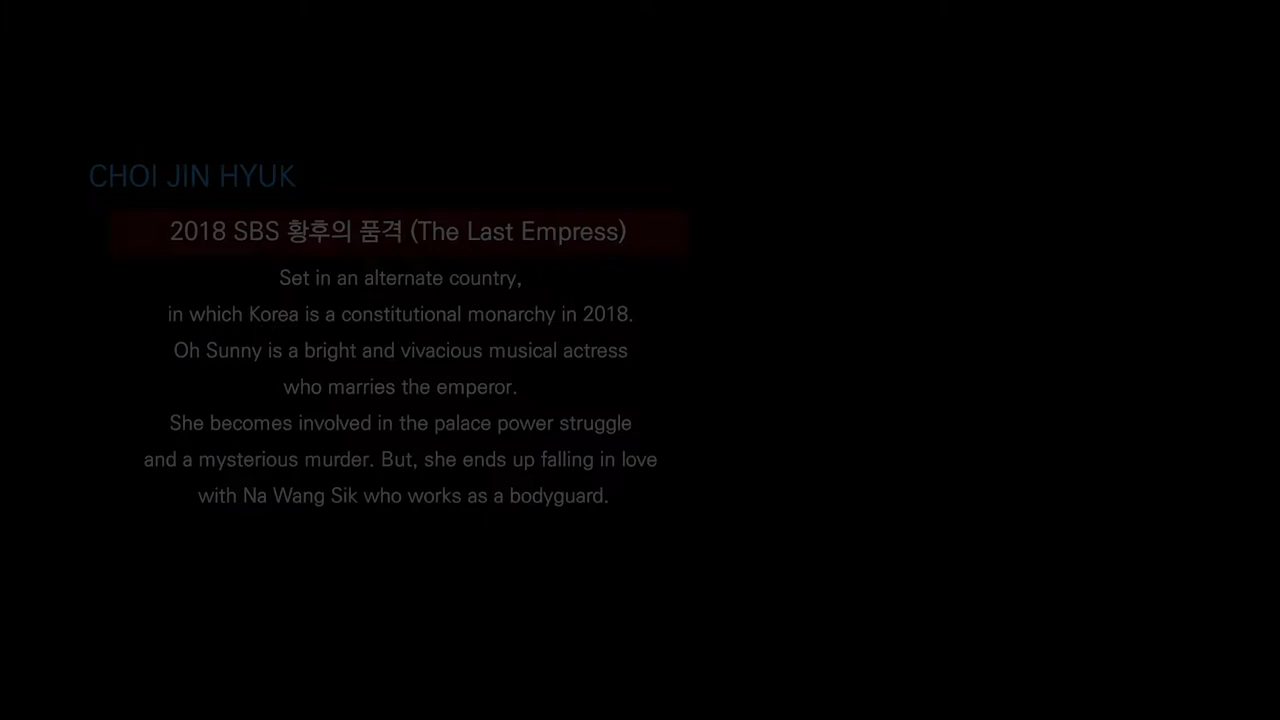 CHOI JIN HYUK
2018 SBS 황후의 품격 (The Last Empress)
Set in an alternate country,
in which Korea is a constitutional monarchy in 2018.
Oh Sunny is a bright and vivacious musical actress
who marries the emperor.
She becomes involved in the palace power struggle
and a mysterious murder. But, she ends up falling in love
with Na Wang Sik who works as a bodyguard.